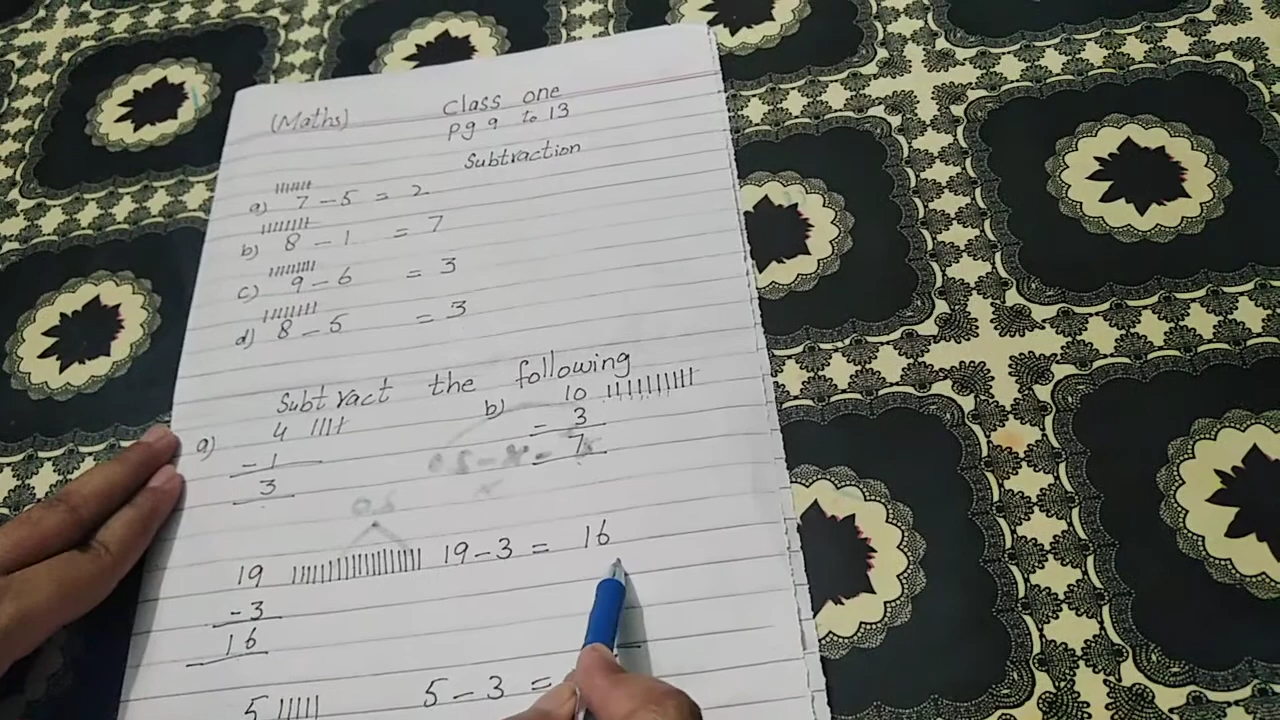 (Maths) Class one
Pg 9 to 13
Subtraction
a) 7 - 5 = 2
b) 8 - 1 = 7
c) 9 - 6 = 3
d) 8 - 5 = 3
Subtract the following
a) 4
- 1
3
b) 10
- 3
7
19 19 - 3 = 16
- 3
16
5 5 - 3 =